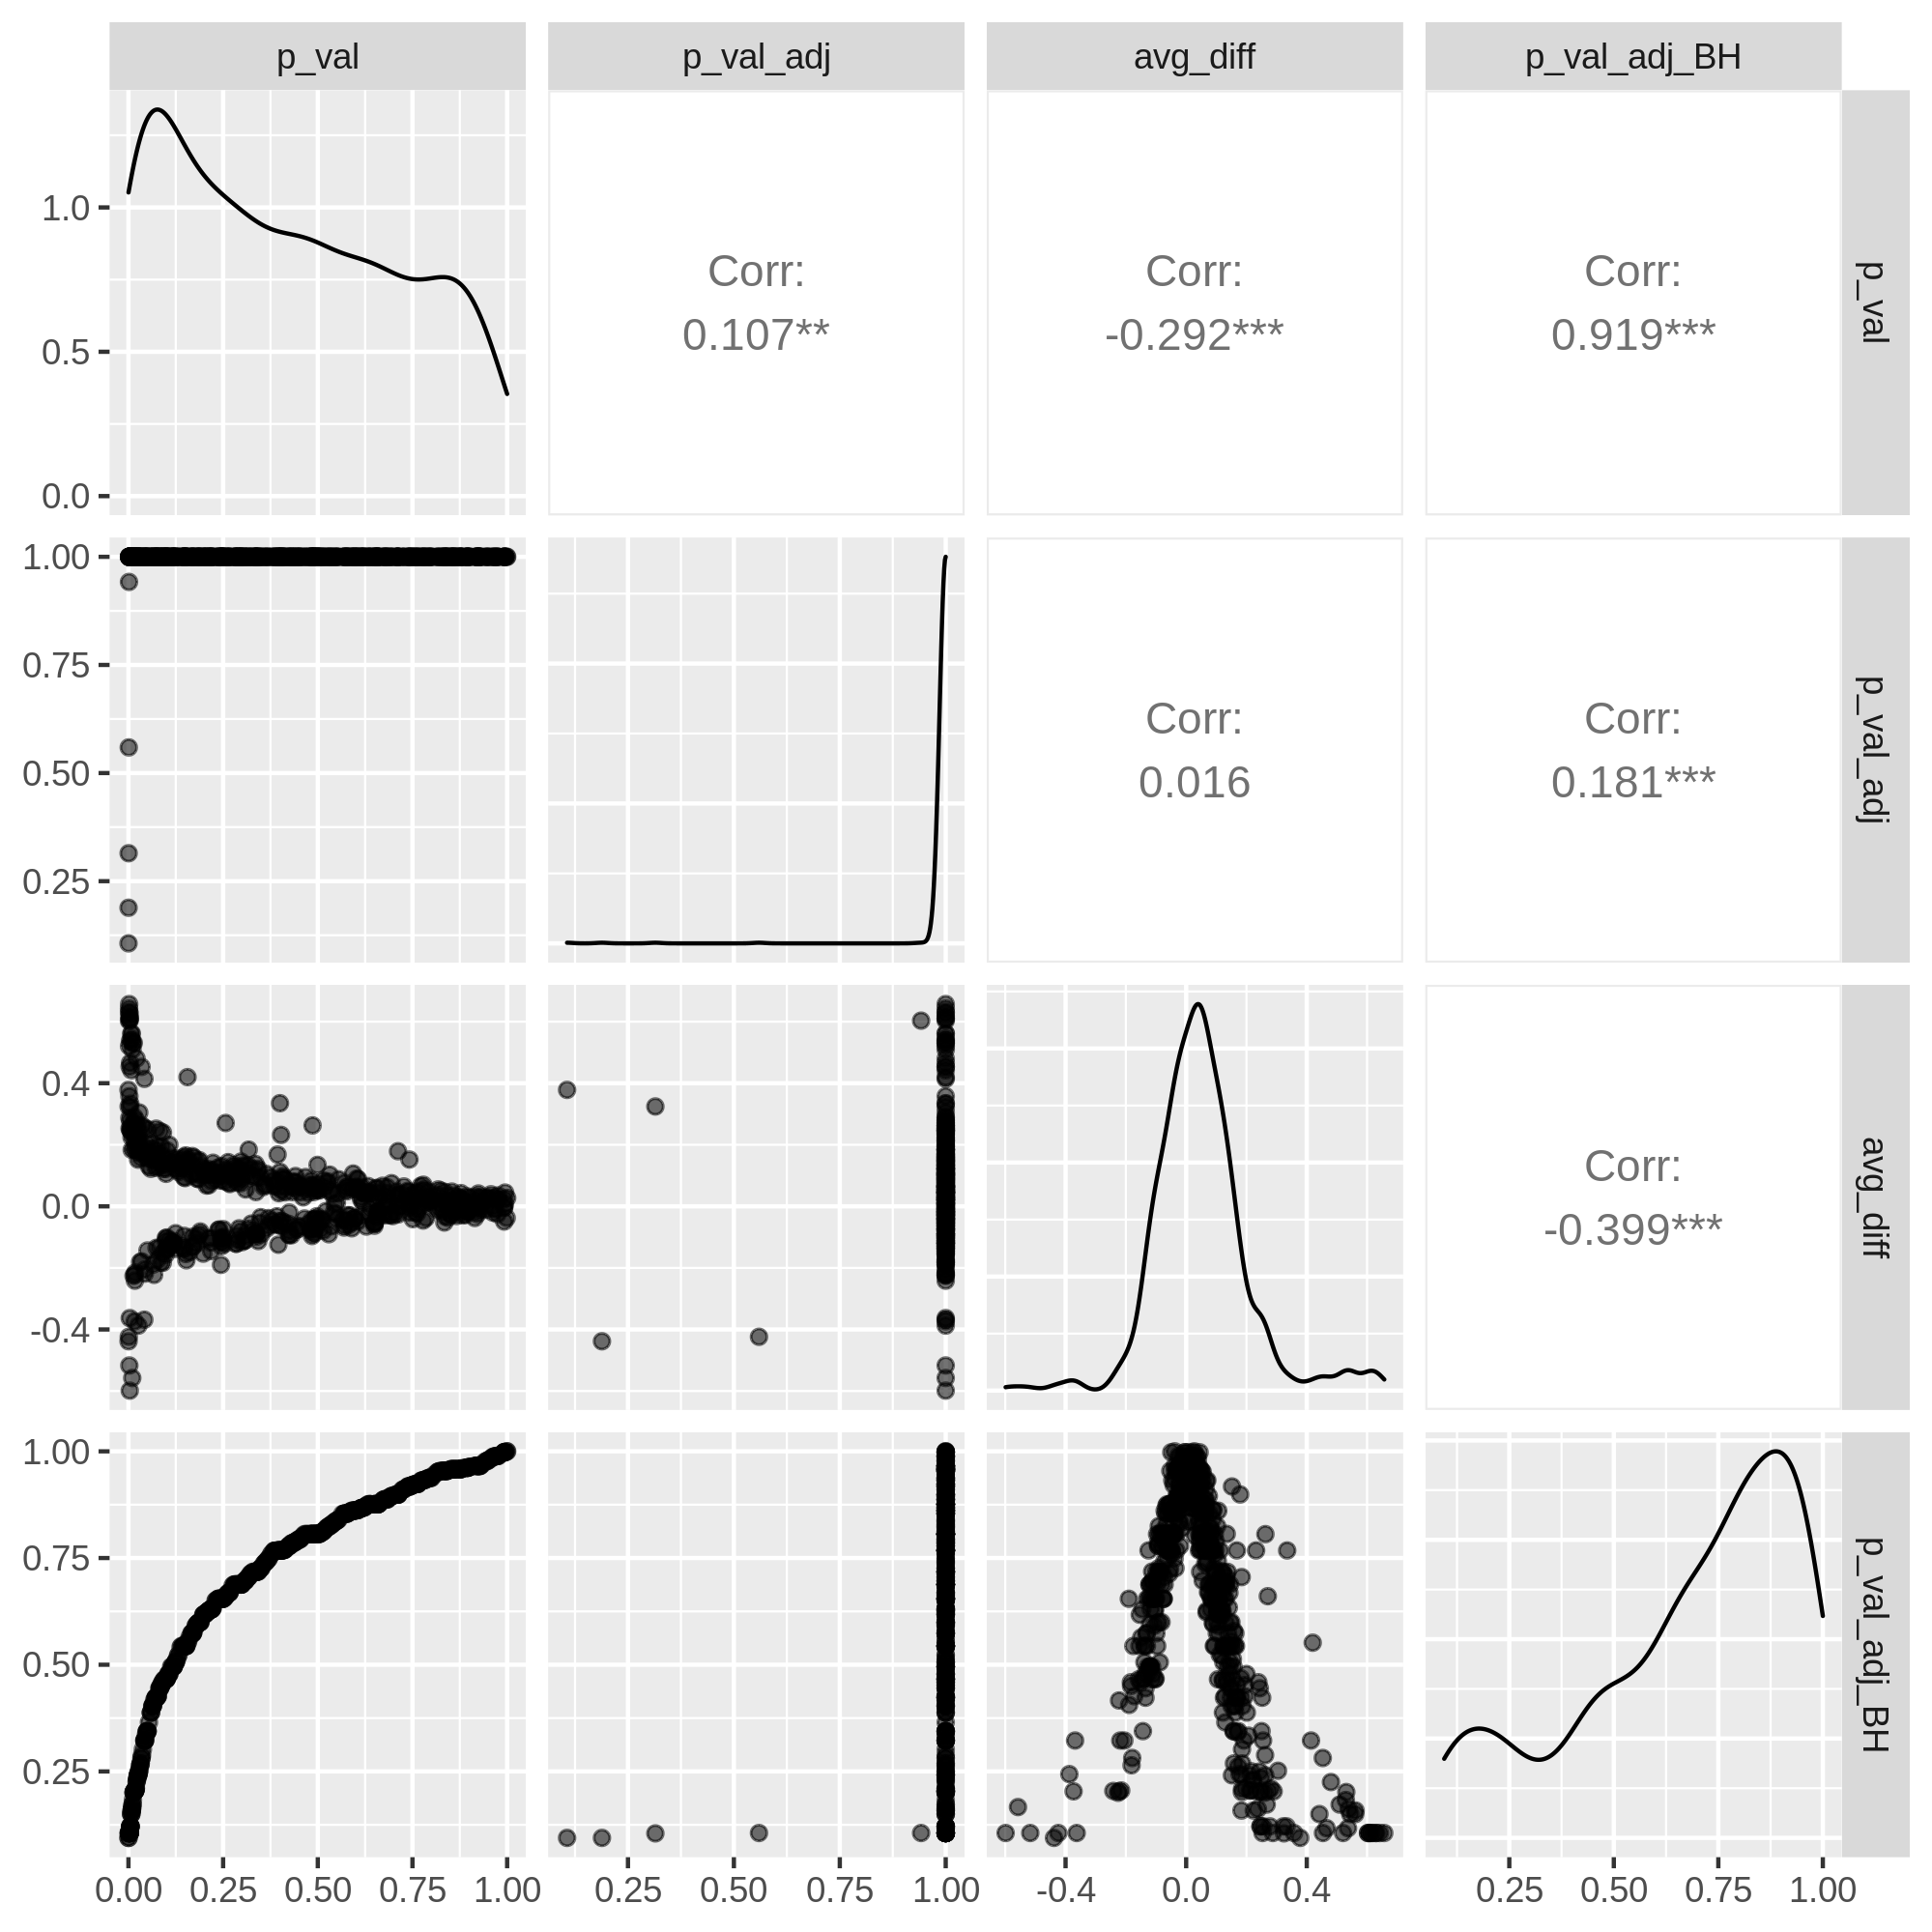 p_val p_val_adj avg_diff p_val_adj_BH
1.0
0.5
0.0
Corr:
0.107**
Corr:
-0.292***
Corr:
0.919***
p_val
1.00
0.75
0.50
0.25
Corr:
0.016
Corr:
0.181***
p_val_adj
0.4
0.0
-0.4
Corr:
-0.399***
avg_diff
1.00
0.75
0.50
0.25
p_val_adj_BH
0.00 0.25 0.50 0.75 1.00
0.25 0.50 0.75 1.00
-0.4 0.0 0.4
0.25 0.50 0.75 1.00